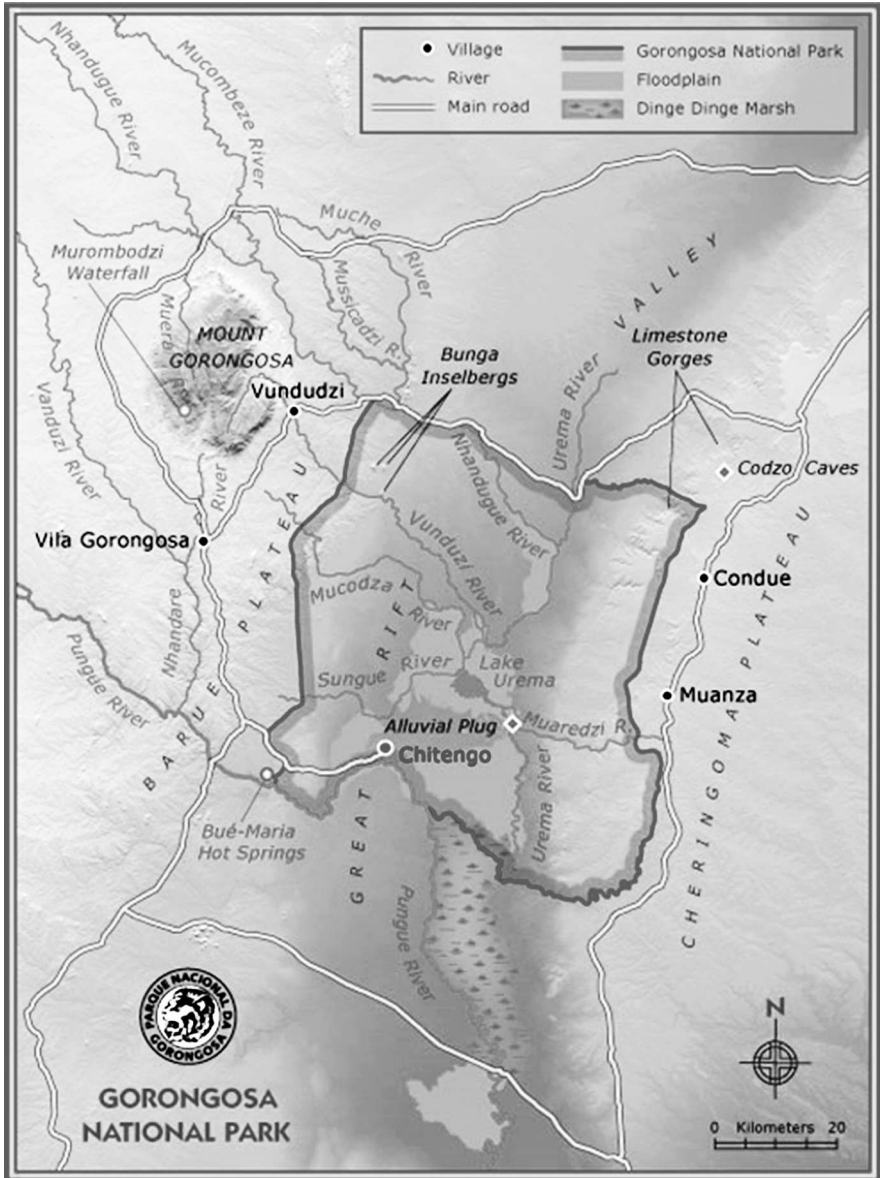 Village
River
Main road
Gorongosa National Park
Floodplain
Dinge Dinge Marsh
Nhandugue River
Mucombeze River
Muche
River
Murombodzi
Waterfall
Muera
River
Mussicadzi R.
MOUNT
GORONGOSA
Vundudzi
Bunga
Inselbergs
Urema River
VALLEY
Limestone
Gorges
Codzo Caves
Vanduzi River
River
Nhandugue River
Vila Gorongosa
PLATEAU
Vunduzi River
Condue
Mucodza
River
RIFT
Nhandare
Pungue River
Sungue
River
Lake
Urema
Muanza
CHERINGOMA PLATEAU
BARUE
Alluvial Plug
Muaredzi R.
Chitengo
Urema River
Bué-Maria
Hot Springs
GREAT
Pungue River
PARQUE NACIONAL DA
GORONGOSA
GORONGOSA
NATIONAL PARK
N
0 Kilometers 20